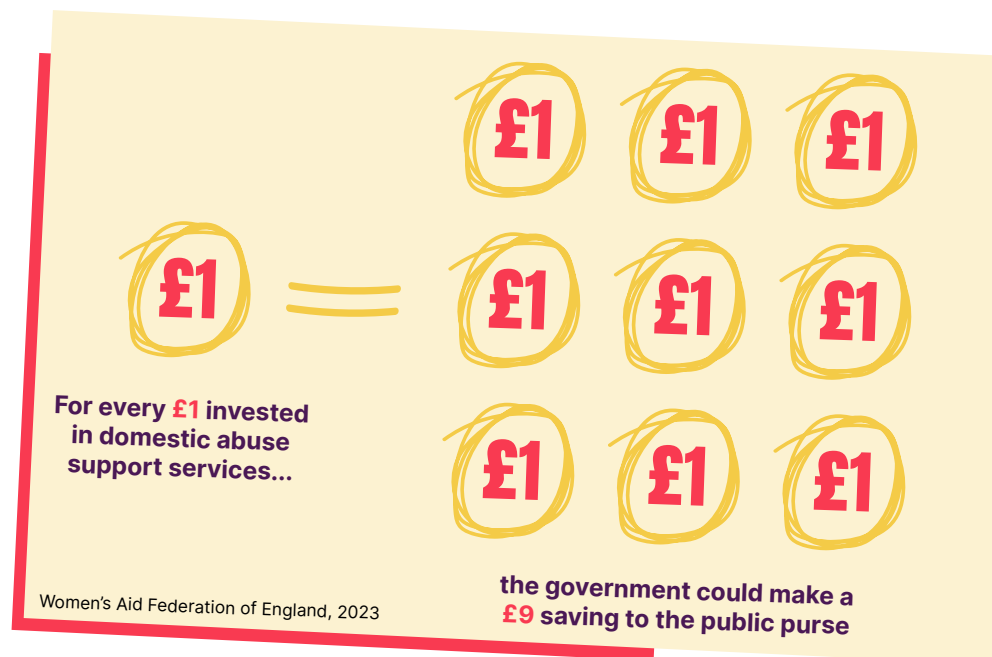 £1 £1 £1
£1 £1 £1 £1
For every £1 invested
in domestic abuse
support services...
£1 £1 £1
the government could make a
£9 saving to the public purse
Women's Aid Federation of England, 2023